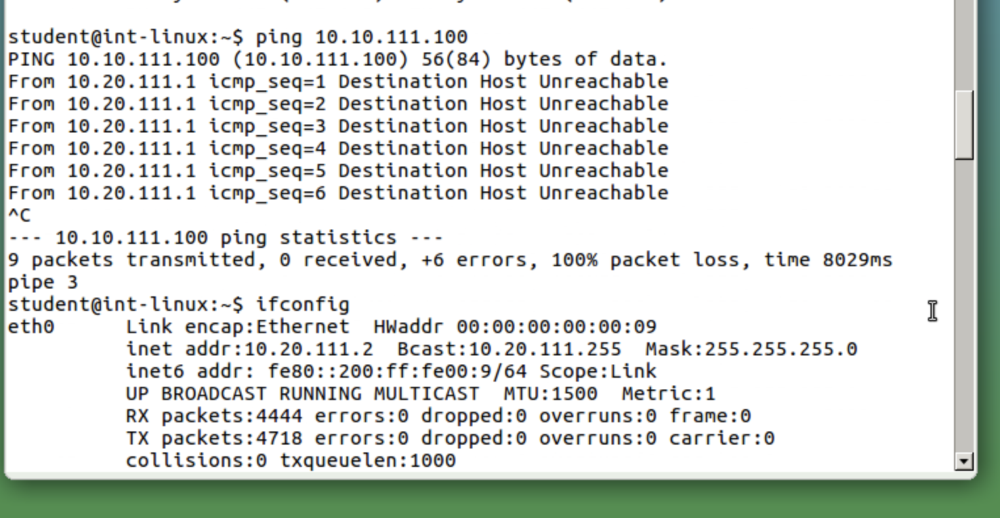 student@int-linux:~$ ping 10.10.111.100
PING 10.10.111.100 (10.10.111.100) 56(84) bytes of data.
From 10.20.111.1 icmp_seq=1 Destination Host Unreachable
From 10.20.111.1 icmp_seq=2 Destination Host Unreachable
From 10.20.111.1 icmp_seq=3 Destination Host Unreachable
From 10.20.111.1 icmp_seq=4 Destination Host Unreachable
From 10.20.111.1 icmp_seq=5 Destination Host Unreachable
From 10.20.111.1 icmp_seq=6 Destination Host Unreachable
^C
--- 10.10.111.100 ping statistics ---
9 packets transmitted, 0 received, +6 errors, 100% packet loss, time 8029ms
pipe 3
student@int-linux:~$ ifconfig
eth0      Link encap:Ethernet  HWaddr 00:00:00:00:00:09
          inet addr:10.20.111.2  Bcast:10.20.111.255  Mask:255.255.255.0
          inet6 addr: fe80::200:ff:fe00:9/64 Scope:Link
          UP BROADCAST RUNNING MULTICAST  MTU:1500  Metric:1
          RX packets:4444 errors:0 dropped:0 overruns:0 frame:0
          TX packets:4718 errors:0 dropped:0 overruns:0 carrier:0
          collisions:0 txqueuelen:1000